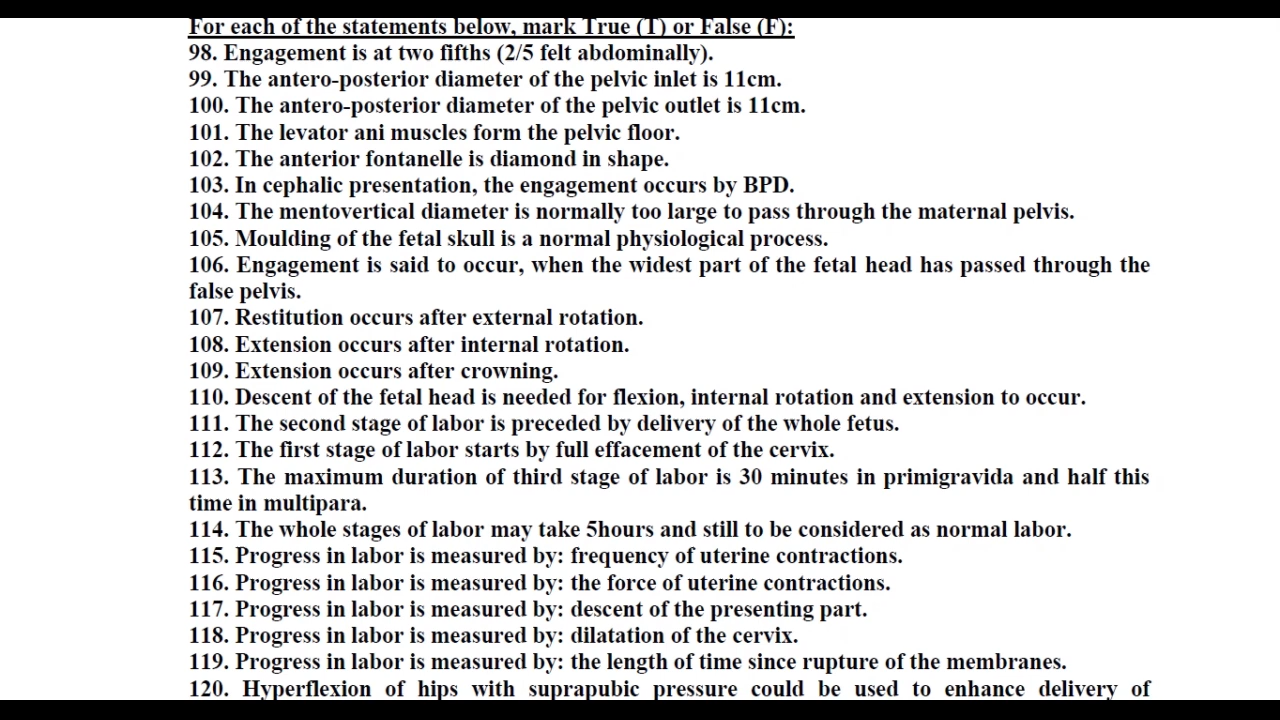 For each of the statements below, mark True (T) or False (F):
98. Engagement is at two fifths (2/5 felt abdominally).
99. The antero-posterior diameter of the pelvic inlet is 11cm.
100. The antero-posterior diameter of the pelvic outlet is 11cm.
101. The levator ani muscles form the pelvic floor.
102. The anterior fontanelle is diamond in shape.
103. In cephalic presentation, the engagement occurs by BPD.
104. The mentovertical diameter is normally too large to pass through the maternal pelvis.
105. Moulding of the fetal skull is a normal physiological process.
106. Engagement is said to occur, when the widest part of the fetal head has passed through the
false pelvis.
107. Restitution occurs after external rotation.
108. Extension occurs after internal rotation.
109. Extension occurs after crowning.
110. Descent of the fetal head is needed for flexion, internal rotation and extension to occur.
111. The second stage of labor is preceded by delivery of the whole fetus.
112. The first stage of labor starts by full effacement of the cervix.
113. The maximum duration of third stage of labor is 30 minutes in primigravida and half this
time in multipara.
114. The whole stages of labor may take 5hours and still to be considered as normal labor.
115. Progress in labor is measured by: frequency of uterine contractions.
116. Progress in labor is measured by: the force of uterine contractions.
117. Progress in labor is measured by: descent of the presenting part.
118. Progress in labor is measured by: dilatation of the cervix.
119. Progress in labor is measured by: the length of time since rupture of the membranes.
120. Hyperflexion of hips with suprapubic pressure could be used to enhance delivery of